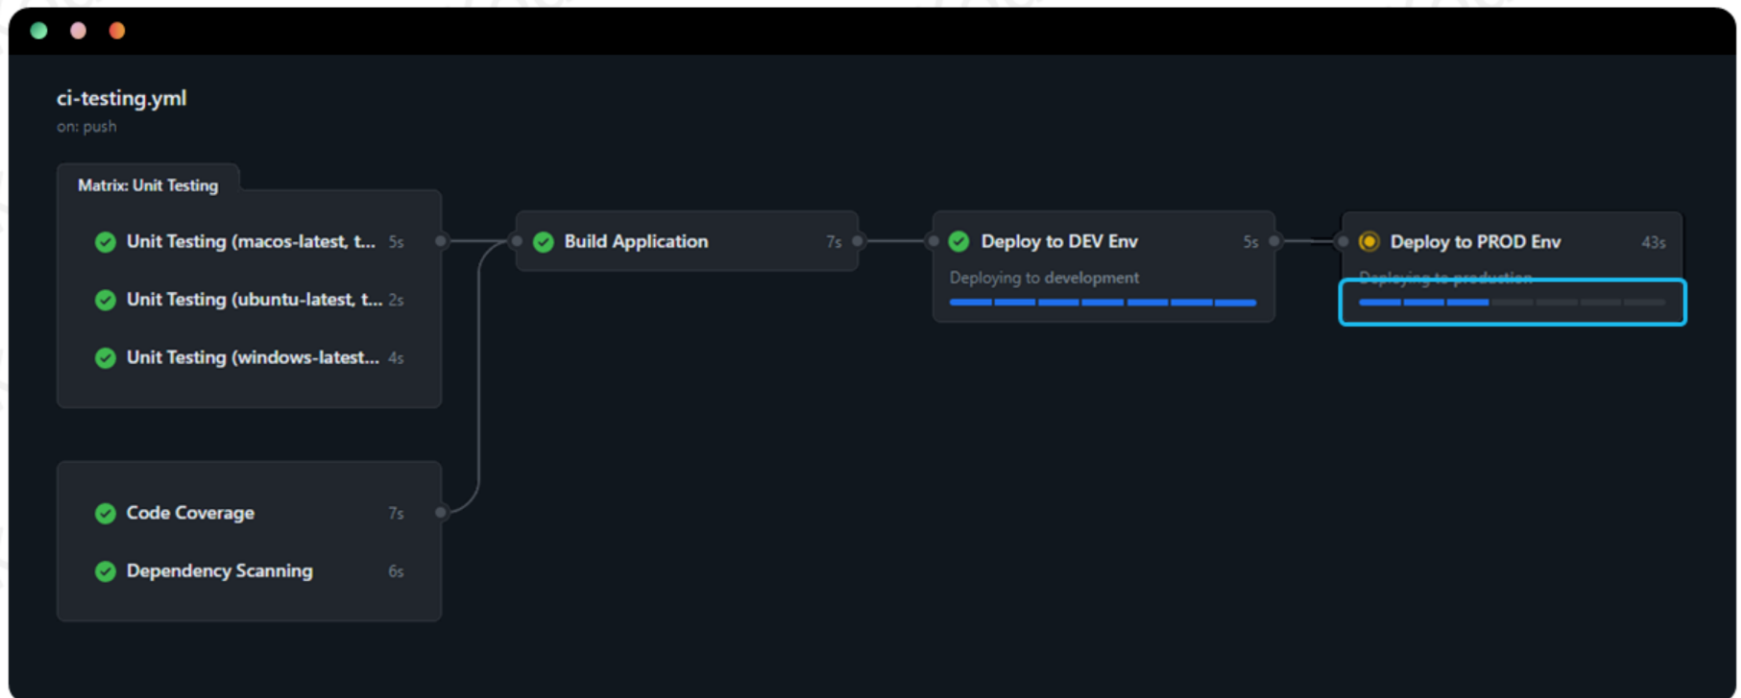 ci-testing.yml
on: push
Matrix: Unit Testing
Unit Testing (macos-latest, t... 5s
Unit Testing (ubuntu-latest, t... 2s
Unit Testing (windows-latest... 4s
Build Application 7s
Deploy to DEV Env 5s
Deploying to development
Deploy to PROD Env 43s
Deploying to production
Code Coverage 7s
Dependency Scanning 6s